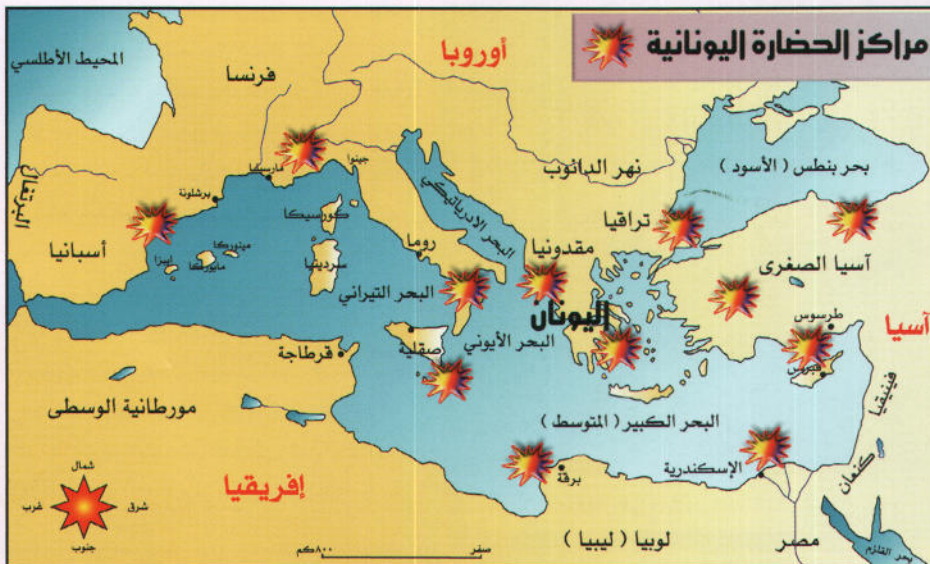 مراكز الحضارة اليونانية
أوروبا
المحيط الأطلسي
فرنسا
بحر بنطس ( الأسود )
نهر الدانوب
جينوا
مارسيليا
برشلونة
البرتغال
أسبانيا
مينوركا
مايوركا
إيبزا
كورسيكا
سردينيا
روما
البحر الادرياتيكي
تراقيا
مقدونيا
آسيا الصغرى
البحر التيراني
اليونان
طرسوس
آسيا
البحر الأيوني
صقلية
قرطاجة
قبرص
فينيقيا
مورطانية الوسطى
البحر الكبير ( المتوسط )
كنعان
الإسكندرية
برقة
إفريقيا
شمال
شرق
غرب
جنوب
لوبيا ( ليبيا )
مصر
بحر القلزم
صفر
٨٠٠كم